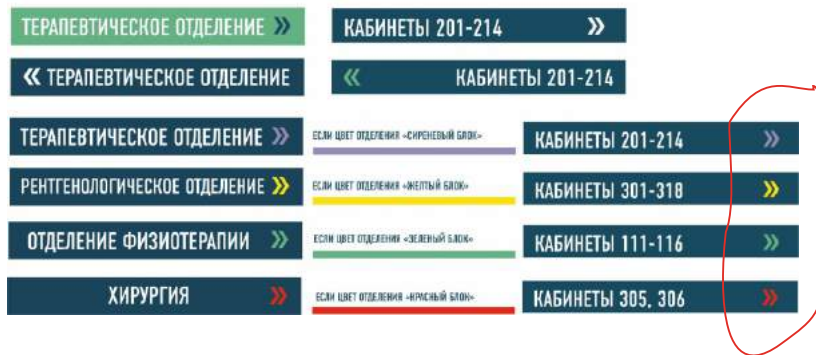 ТЕРАПЕВТИЧЕСКОЕ ОТДЕЛЕНИЕ »
КАБИНЕТЫ 201-214 »
« ТЕРАПЕВТИЧЕСКОЕ ОТДЕЛЕНИЕ
« КАБИНЕТЫ 201-214
ТЕРАПЕВТИЧЕСКОЕ ОТДЕЛЕНИЕ »
ЕСЛИ ЦВЕТ ОТДЕЛЕНИЯ «СИРЕНЕВЫЙ БЛОК»
КАБИНЕТЫ 201-214 »
РЕНТГЕНОЛОГИЧЕСКОЕ ОТДЕЛЕНИЕ »
ЕСЛИ ЦВЕТ ОТДЕЛЕНИЯ «ЖЕЛТЫЙ БЛОК»
КАБИНЕТЫ 301-318 »
ОТДЕЛЕНИЕ ФИЗИОТЕРАПИИ »
ЕСЛИ ЦВЕТ ОТДЕЛЕНИЯ «ЗЕЛЕНЫЙ БЛОК»
КАБИНЕТЫ 111-116 »
ХИРУРГИЯ »
ЕСЛИ ЦВЕТ ОТДЕЛЕНИЯ «КРАСНЫЙ БЛОК»
КАБИНЕТЫ 305, 306 »